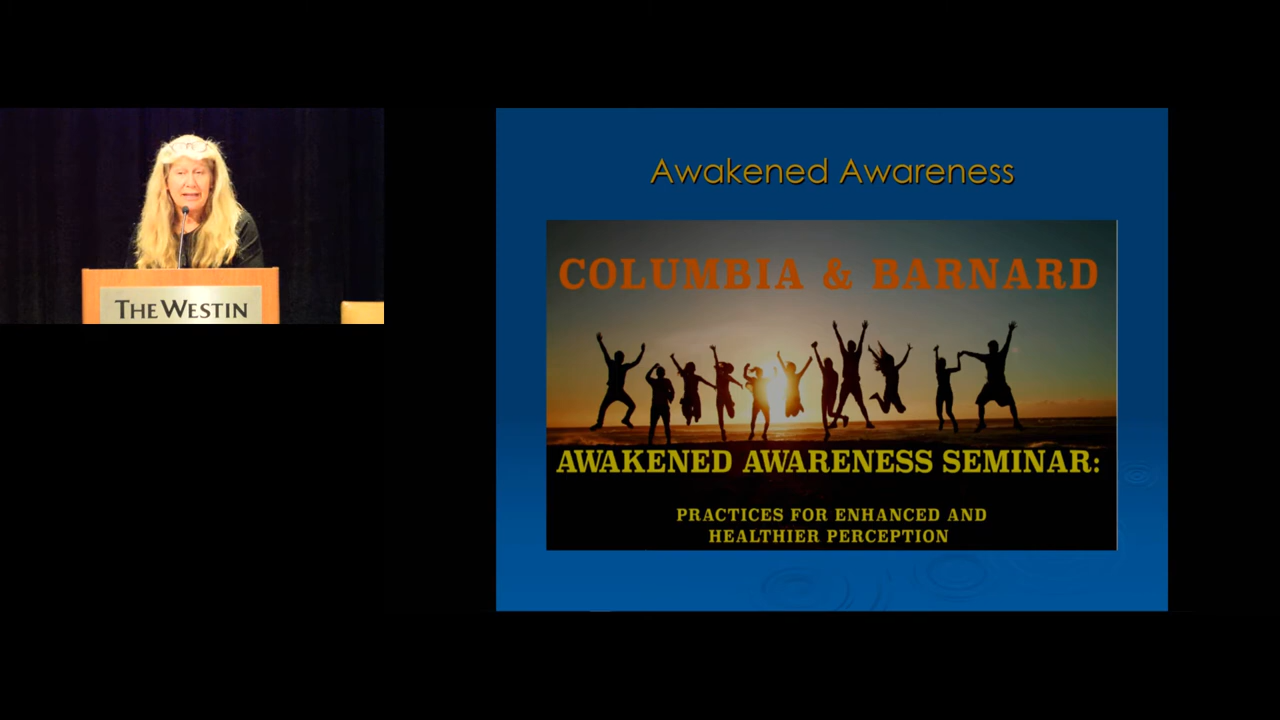 THE WESTIN
Awakened Awareness
COLUMBIA & BARNARD
AWAKENED AWARENESS SEMINAR:
PRACTICES FOR ENHANCED AND
HEALTHIER PERCEPTION